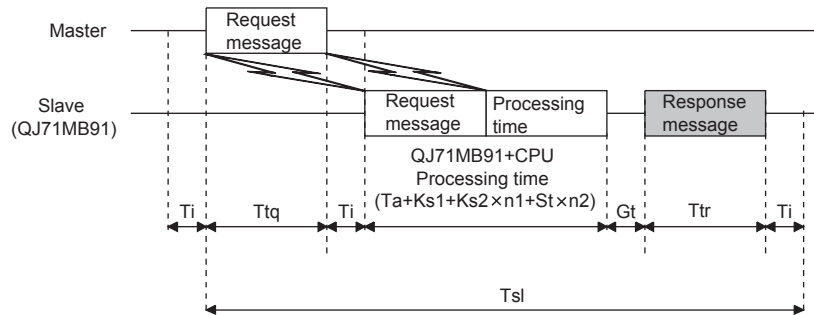 Master
Request
message
Slave
(QJ71MB91)
Request
message
Processing
time
Response
message
QJ71MB91+CPU
Processing time
(Ta+Ks1+Ks2×n1+St×n2)
Ti
Ttq
Ti
Gt
Ttr
Ti
Tsl